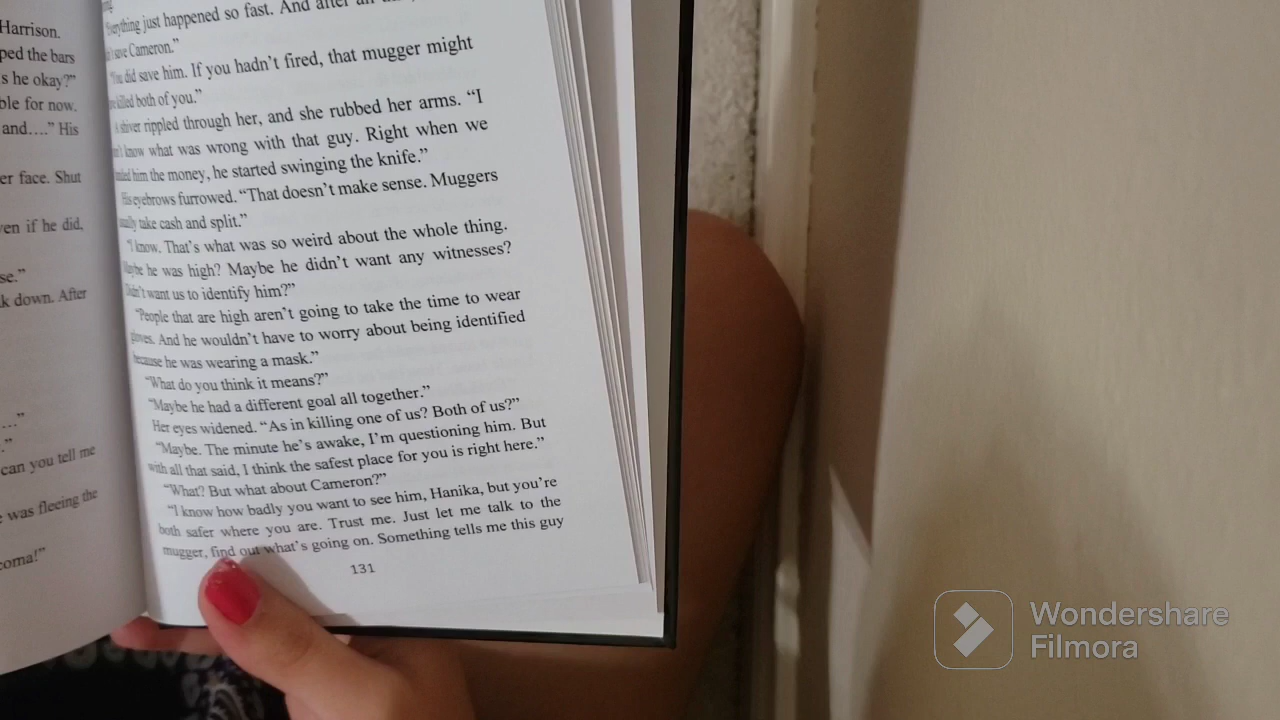 Harrison.
ped the bars
s he okay?”
ble for now.
and….” His
er face. Shut
ven if he did,
se.”
k down. After
…”
.”
can you tell me
was fleeing the
coma!”
just happened so fast. And after
save Cameron.”
did save him. If you hadn’t fired, that mugger might
killed both of you.”
A shiver rippled through her, and she rubbed her arms. “I
know what was wrong with that guy. Right when we
him the money, he started swinging the knife.”
His eyebrows furrowed. “That doesn’t make sense. Muggers
take cash and split.”
“I know. That’s what was so weird about the whole thing.
Maybe he was high? Maybe he didn’t want any witnesses?
Didn’t want us to identify him?”
“People that are high aren’t going to take the time to wear
gloves. And he wouldn’t have to worry about being identified
because he was wearing a mask.”
“What do you think it means?”
“Maybe he had a different goal all together.”
Her eyes widened. “As in killing one of us? Both of us?”
“Maybe. The minute he’s awake, I’m questioning him. But
with all that said, I think the safest place for you is right here.”
“What? But what about Cameron?”
“I know how badly you want to see him, Hanika, but you’re
both safer where you are. Trust me. Just let me talk to the
mugger, find out what’s going on. Something tells me this guy
131
Wondershare
Filmora